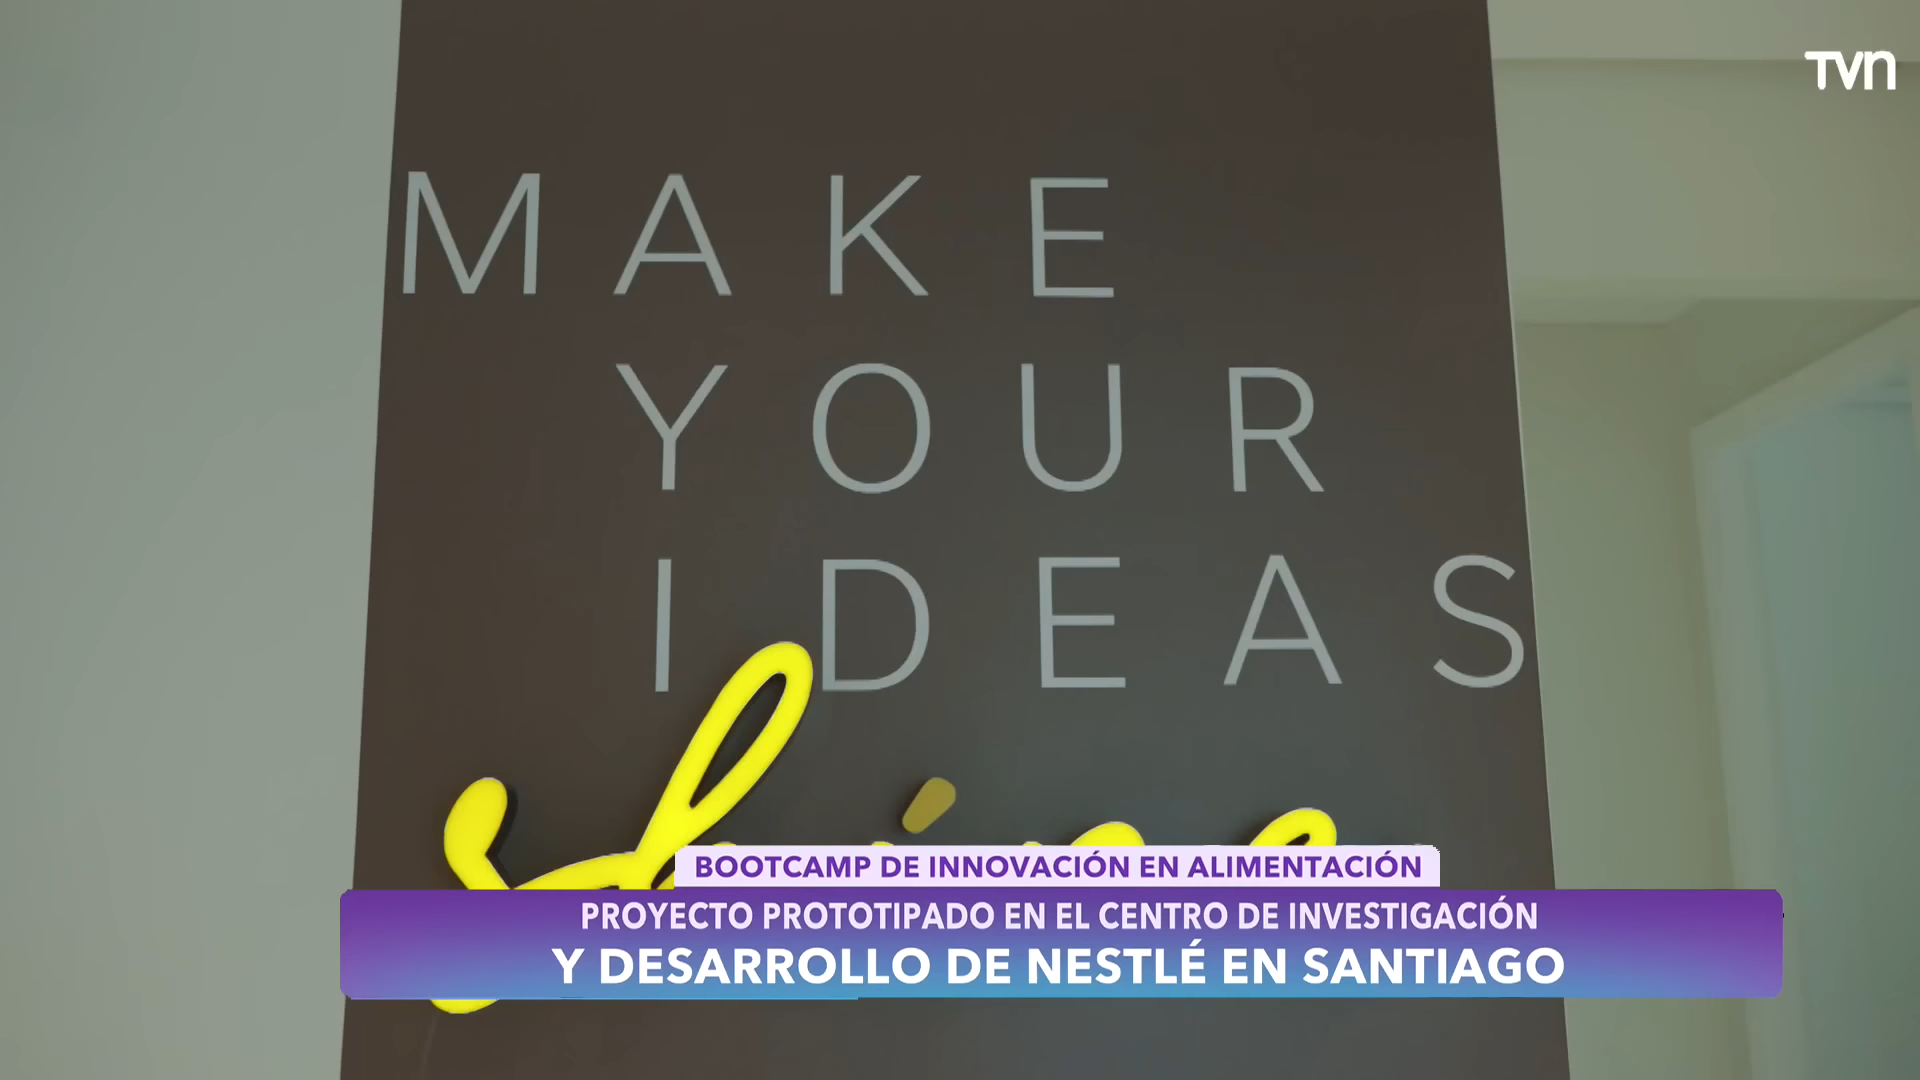 TVN
MAKE
YOUR
IDEAS
BOOTCAMP DE INNOVACIÓN EN ALIMENTACIÓN
PROYECTO PROTOTIPADO EN EL CENTRO DE INVESTIGACIÓN
Y DESARROLLO DE NESTLÉ EN SANTIAGO